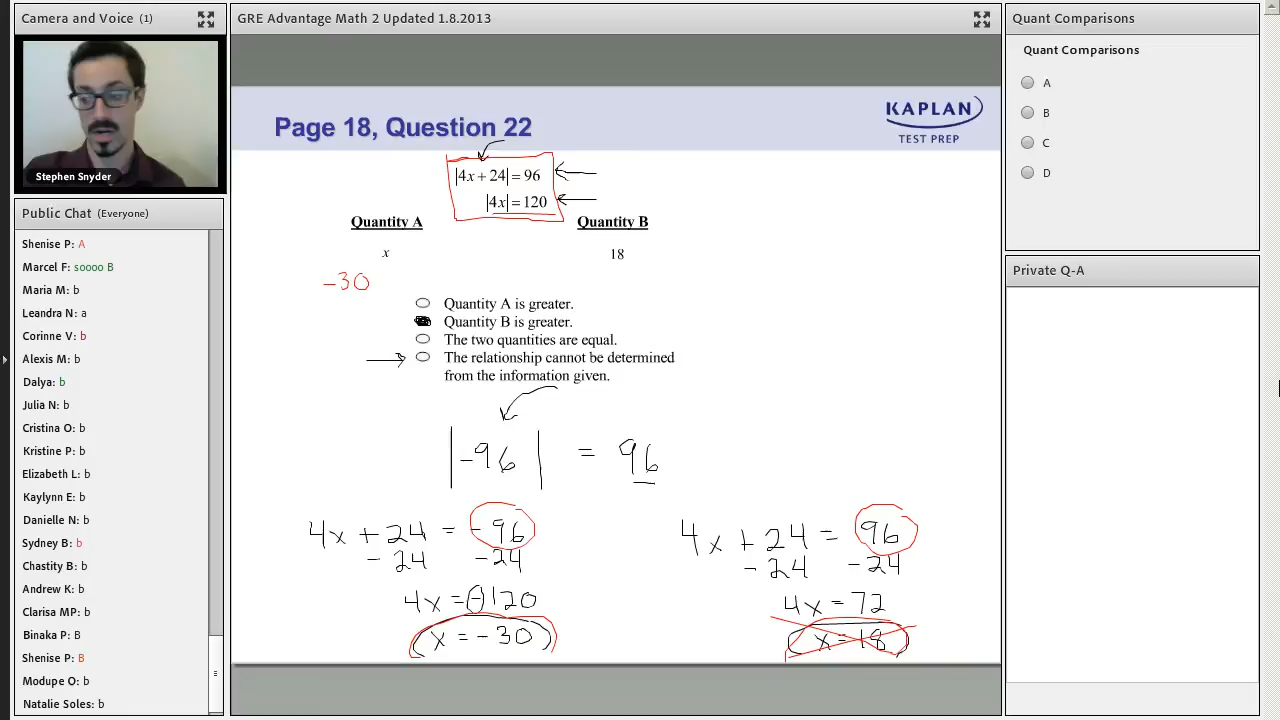 Camera and Voice (1)
Stephen Snyder
Public Chat (Everyone)
Shenise P: A
Marcel F: soooo B
Maria M: b
Leandra N: a
Corinne V: b
Alexis M: b
Dalya: b
Julia N: b
Cristina O: b
Kristine P: b
Elizabeth L: b
Kaylynn E: b
Danielle N: b
Sydney B: b
Chastity B: b
Andrew K: b
Clarisa MP: b
Binaka P: B
Shenise P: B
Modupe O: b
Natalie Soles: b
GRE Advantage Math 2 Updated 1.8.2013
KAPLAN
TEST PREP
Page 18, Question 22
|4x + 24| = 96
|4x| = 120
Quantity A Quantity B
x 18
-30
Quantity A is greater.
Quantity B is greater.
The two quantities are equal.
The relationship cannot be determined
from the information given.
|-96| = 96
4x + 24 = -96
-24 -24
4x = -120
x = -30
4x + 24 = 96
-24 -24
4x = 72
x = 18
Quant Comparisons
Quant Comparisons
A
B
C
D
Private Q-A